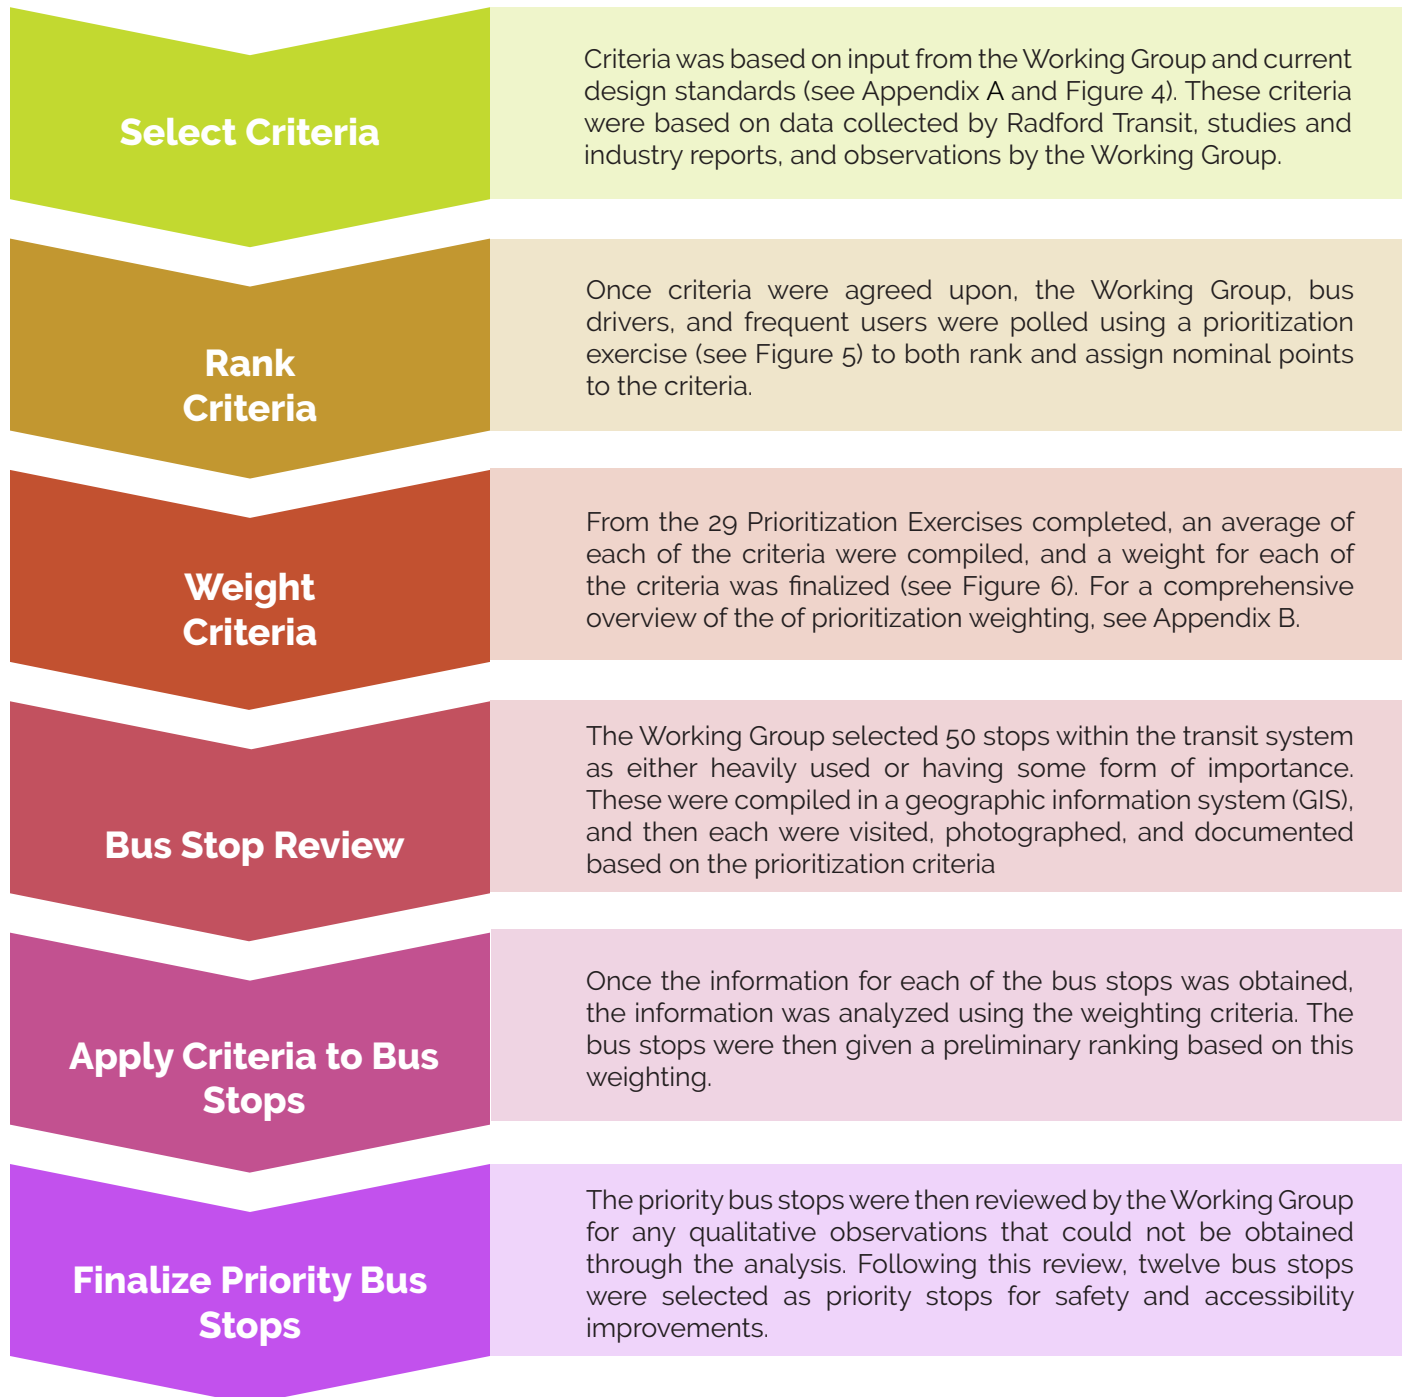 Select Criteria
Criteria was based on input from the Working Group and current
design standards (see Appendix A and Figure 4). These criteria
were based on data collected by Radford Transit, studies and
industry reports, and observations by the Working Group.
Rank
Criteria
Once criteria were agreed upon, the Working Group, bus
drivers, and frequent users were polled using a prioritization
exercise (see Figure 5) to both rank and assign nominal points
to the criteria.
Weight
Criteria
From the 29 Prioritization Exercises completed, an average of
each of the criteria were compiled, and a weight for each of
the criteria was finalized (see Figure 6). For a comprehensive
overview of the of prioritization weighting, see Appendix B.
Bus Stop Review
The Working Group selected 50 stops within the transit system
as either heavily used or having some form of importance.
These were compiled in a geographic information system (GIS),
and then each were visited, photographed, and documented
based on the prioritization criteria
Apply Criteria to Bus
Stops
Once the information for each of the bus stops was obtained,
the information was analyzed using the weighting criteria. The
bus stops were then given a preliminary ranking based on this
weighting.
Finalize Priority Bus
Stops
The priority bus stops were then reviewed by the Working Group
for any qualitative observations that could not be obtained
through the analysis. Following this review, twelve bus stops
were selected as priority stops for safety and accessibility
improvements.